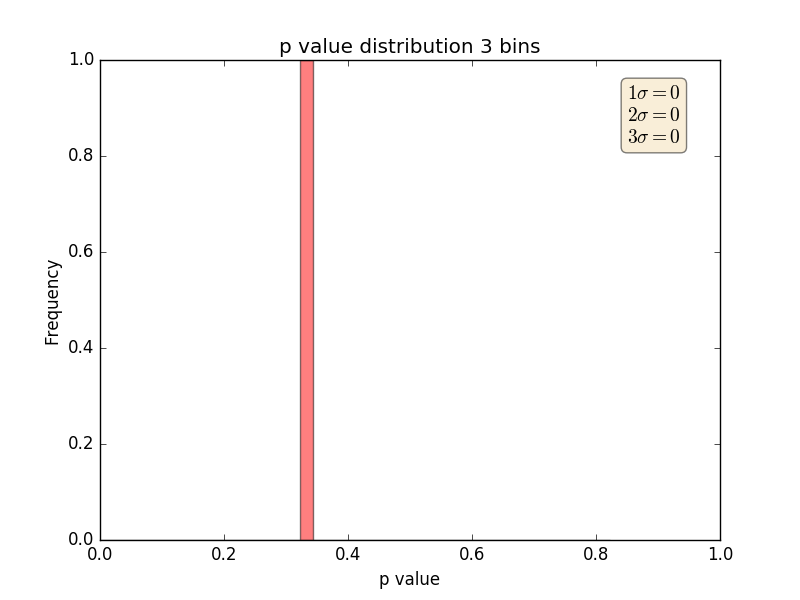 p value distribution 3 bins
1.0
0.8
0.6
0.4
0.2
0.0
Frequency
1σ = 0
2σ = 0
3σ = 0
0.0 0.2 0.4 0.6 0.8 1.0
p value